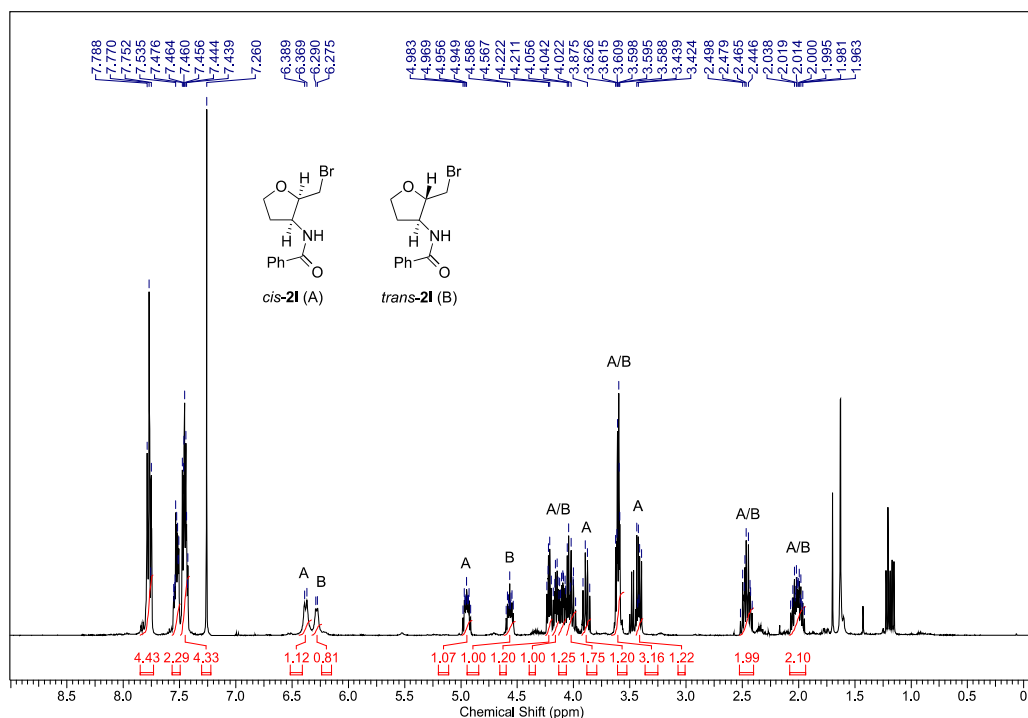 7.788 7.770 7.752 7.535 7.476 7.464 7.460 7.456 7.444 7.439 7.260 6.389 6.369 6.290 6.275 4.983 4.969 4.956 4.949 4.586 4.567 4.222 4.211 4.056 4.042 4.022 3.875 3.626 3.615 3.609 3.598 3.595 3.588 3.439 3.424 2.498 2.479 2.465 2.446 2.038 2.019 2.014 2.000 1.995 1.981 1.963
H Br H Br
O O
H NH H NH
Ph O Ph O
cis-2l (A) trans-2l (B)
A/B
A/B A A A/B
A B A B A/B
4.43 2.29 4.33 1.12 0.81 1.07 1.00 1.20 1.00 1.25 1.75 1.20 3.16 1.22 1.99 2.10
8.5 8.0 7.5 7.0 6.5 6.0 5.5 5.0 4.5 4.0 3.5 3.0 2.5 2.0 1.5 1.0 0.5 0
Chemical Shift (ppm)